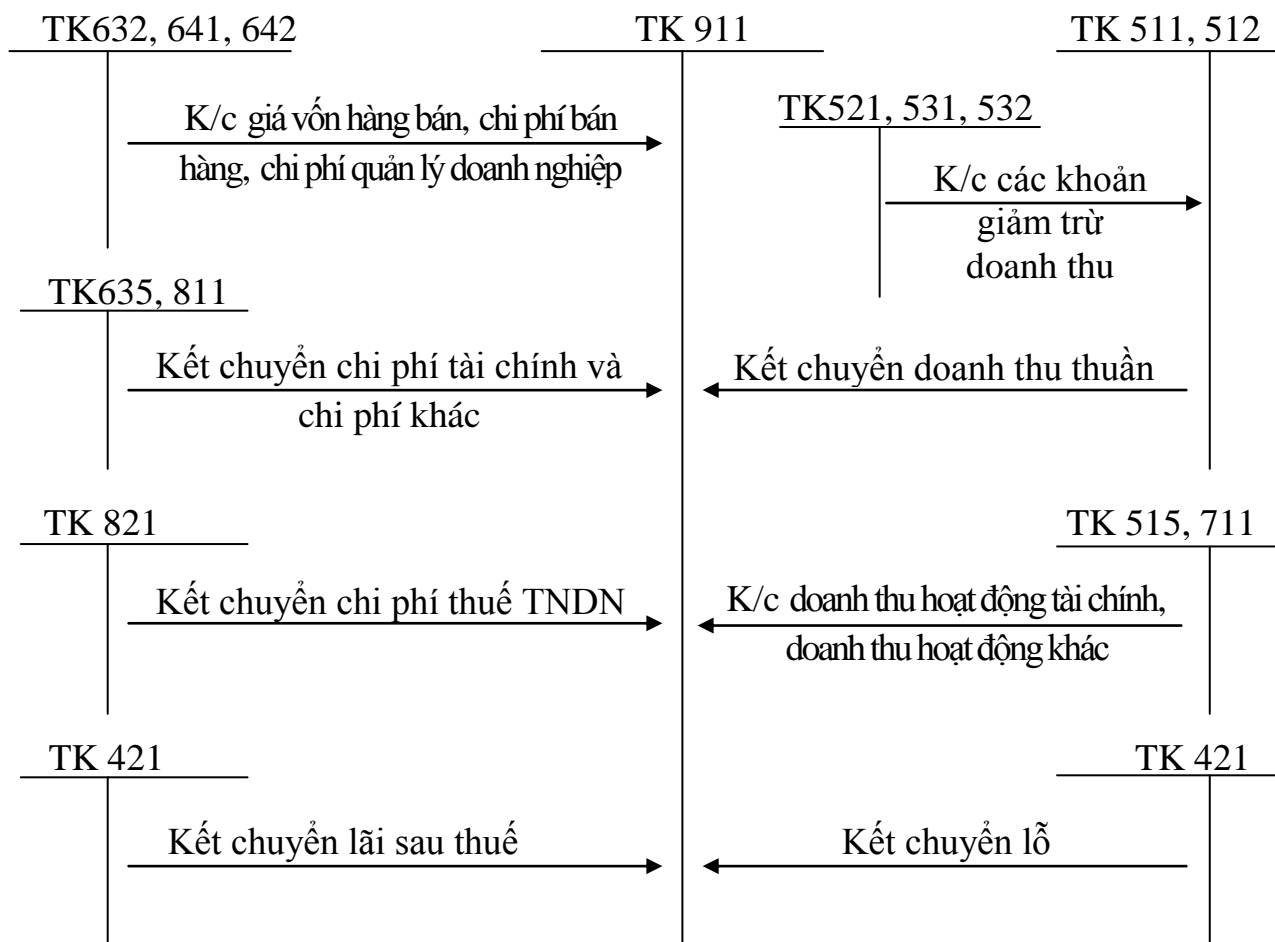 TK632, 641, 642
TK 911
TK 511, 512
K/c giá vốn hàng bán, chi phí bán
hàng, chi phí quản lý doanh nghiệp
TK521, 531, 532
K/c các khoản
giảm trừ
doanh thu
TK635, 811
Kết chuyển chi phí tài chính và
chi phí khác
Kết chuyển doanh thu thuần
TK 821
TK 515, 711
Kết chuyển chi phí thuế TNDN
K/c doanh thu hoạt động tài chính,
doanh thu hoạt động khác
TK 421
TK 421
Kết chuyển lãi sau thuế
Kết chuyển lỗ